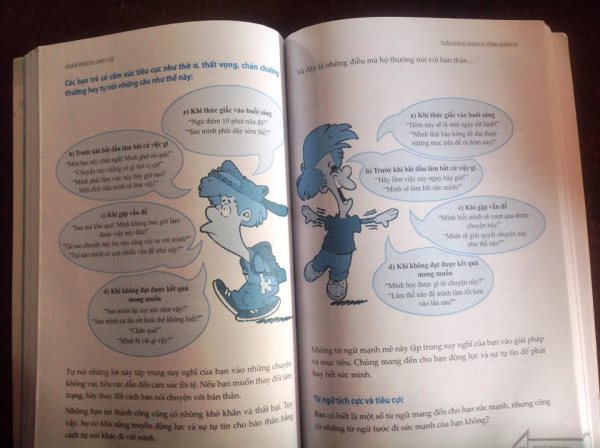 ADAM KHOO & GARY LEE
Các bạn trẻ có cảm xúc tiêu cực như thờ ơ, thất vọng, chán chường
thường hay tự nói những câu như thế này:
a) Khi thức giấc vào buổi sáng
"Ngủ thêm 10 phút nữa đã!"
"Sao mình phải dậy sớm thế?"
b) Trước khi bắt đầu làm bất cứ việc gì
"Môn học này chán ngắt! Mình ghét nó quá!"
"Chuyện này chẳng có gì thú vị cả!"
"Mình phải làm việc này bây giờ sao?
Một chút nữa mình sẽ làm vậy!"
c) Khi gặp vấn đề
"Sao mà khó quá! Mình không bao giờ làm
được việc này đâu!"
"Tại sao chuyện này lúc nào cũng xảy ra với mình?"
"Tại sao mình có quá nhiều vấn đề như vậy?"
d) Khi không đạt được kết quả
mong muốn
"Sao mình lại xui xẻo như vậy?"
"Sao mình cứ thi rớt hoài thế không biết?"
"Chán quá!"
"Mình bị cái gì vậy?"
Tự nói những lời này tập trung suy nghĩ của bạn vào những chuyện
không vui, tiêu cực dẫn đến cảm xúc tồi tệ. Nếu bạn muốn thay đổi tâm
trạng, hãy thay đổi cách bạn nói chuyện với bản thân.
Những bạn trẻ thành công cũng có những khó khăn và thất bại. Tuy
vậy, họ có khả năng truyền động lực và sự tự tin cho bản thân bằng
cách tự nói khác đi với mình.
TRẦN ĐĂNG KHOA & UÔNG XUÂN VY
Và đây là những điều mà họ thường nói với bản thân...
a) Khi thức giấc vào buổi sáng
"Hôm nay sẽ là một ngày tốt lành!"
"Mình thật hào hứng để đạt được
những mục tiêu đề ra hôm nay!"
b) Trước khi bắt đầu làm bất cứ việc gì
"Hãy làm việc này ngay bây giờ!"
"Mình sẽ làm hết sức mình!"
c) Khi gặp vấn đề
"Mình biết mình sẽ vượt qua được
chuyện này!"
"Mình sẽ giải quyết chuyện này
như thế nào?"
d) Khi không đạt được kết quả
mong muốn
"Mình học được gì từ chuyện này?"
"Làm thế nào để mình làm tốt hơn
vào lần sau?"
Những từ ngữ mạnh mẽ này tập trung suy nghĩ của bạn vào giải pháp
và mục tiêu. Chúng mang đến cho bạn động lực và sự tự tin để phát
huy hết sức mình.
Từ ngữ tích cực và tiêu cực
Bạn có biết là một số từ ngữ mang đến cho bạn sức mạnh, nhưng cũng
có những từ ngữ tước đi sức mạnh của bạn không?